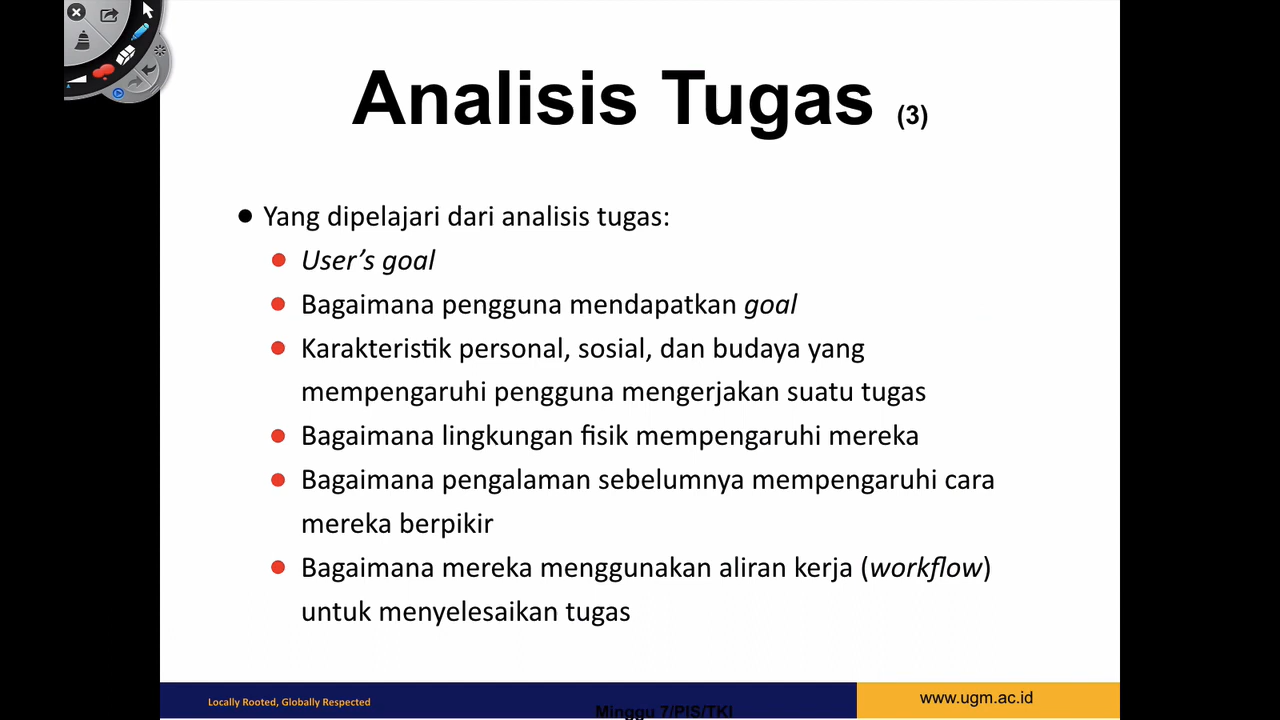 Analisis Tugas (3)
Yang dipelajari dari analisis tugas:
User’s goal
Bagaimana pengguna mendapatkan goal
Karakteristik personal, sosial, dan budaya yang
mempengaruhi pengguna mengerjakan suatu tugas
Bagaimana lingkungan fisik mempengaruhi mereka
Bagaimana pengalaman sebelumnya mempengaruhi cara
mereka berpikir
Bagaimana mereka menggunakan aliran kerja (workflow)
untuk menyelesaikan tugas
Locally Rooted, Globally Respected
Minggu 7/PIS/TKI
www.ugm.ac.id